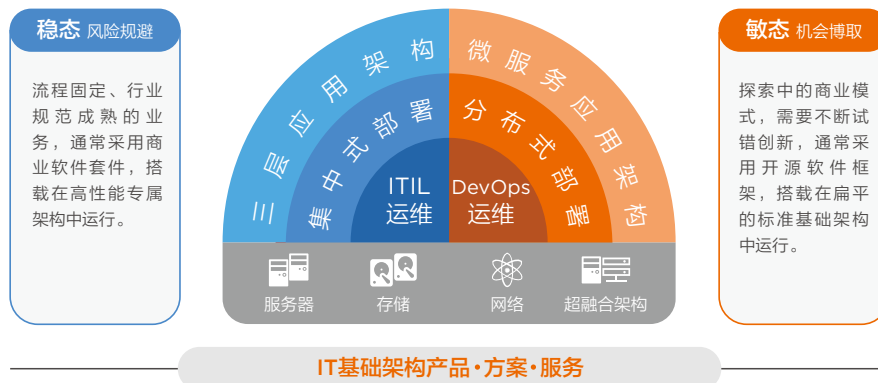 稳态 风险规避
流程固定、行业
规范成熟的业
务，通常采用商
业软件套件，搭
载在高性能专属
架构中运行。
三层应用架构
微服务应用架构
集中式部署
分布式部署
ITIL
运维
DevOps
运维
服务器
存储
网络
超融合架构
敏态 机会博取
探索中的商业模
式，需要不断试
错创新，通常采
用开源软件框
架，搭载在扁平
的标准基础架构
中运行。
IT基础架构产品·方案·服务